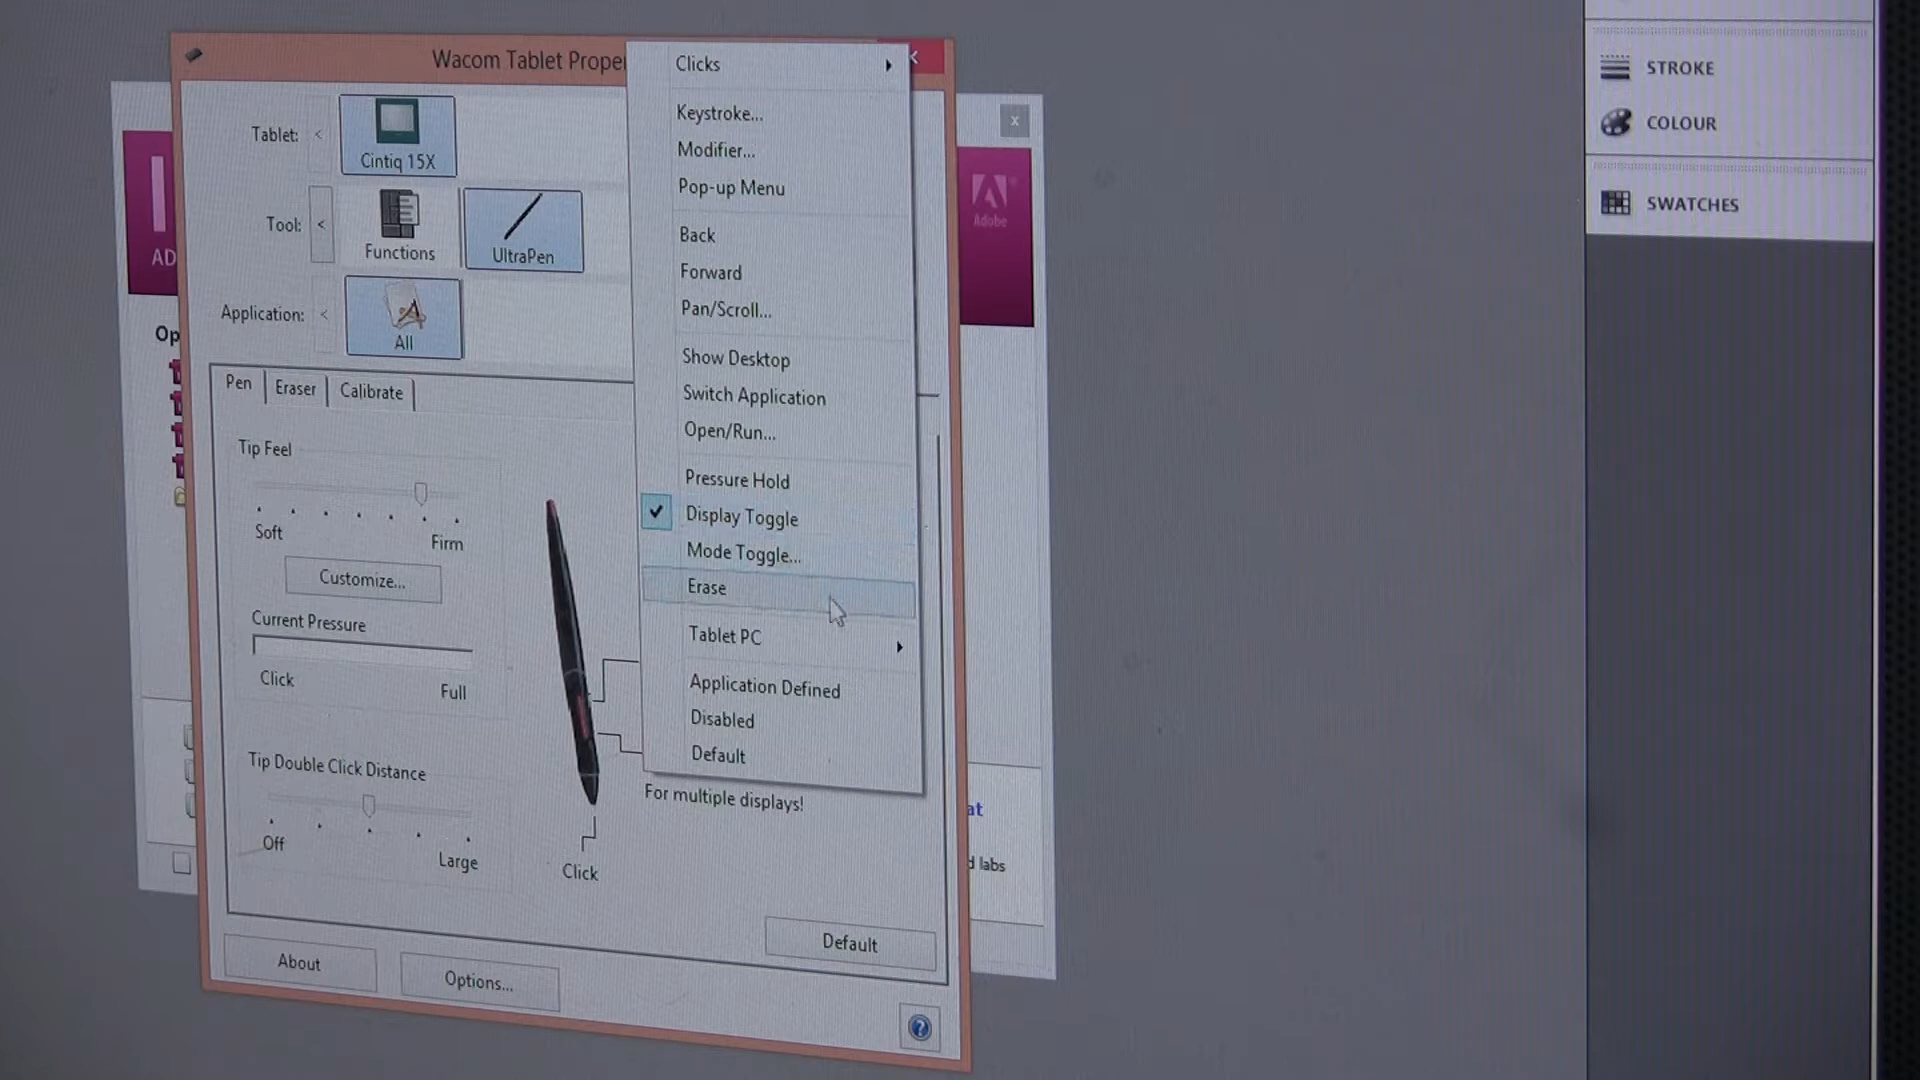 Wacom Tablet Prope
Clicks
Keystroke...
Modifier...
Pop-up Menu
Back
Forward
Pan/Scroll...
Show Desktop
Switch Application
Open/Run...
Pressure Hold
Display Toggle
Mode Toggle...
Erase
Tablet PC
Application Defined
Disabled
Default
Tablet:
<
Cintiq 15X
Tool:
<
Functions
UltraPen
Application:
<
All
Pen
Eraser
Calibrate
Tip Feel
Soft
Firm
Customize...
Current Pressure
Click
Full
Tip Double Click Distance
Off
Large
For multiple displays!
Click
Default
About
Options...
?
x
AD
Adobe
Op
at
d labs
STROKE
COLOUR
SWATCHES